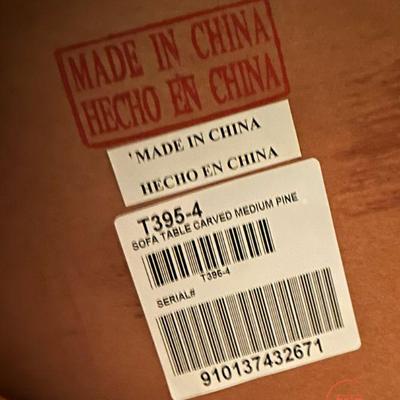 MADE IN CHINA
HECHO EN CHINA
'MADE IN CHINA
HECHO EN CHINA
T395-4
SOFA TABLE CARVED MEDIUM PINE
T395-4
SERIAL#
910137432671